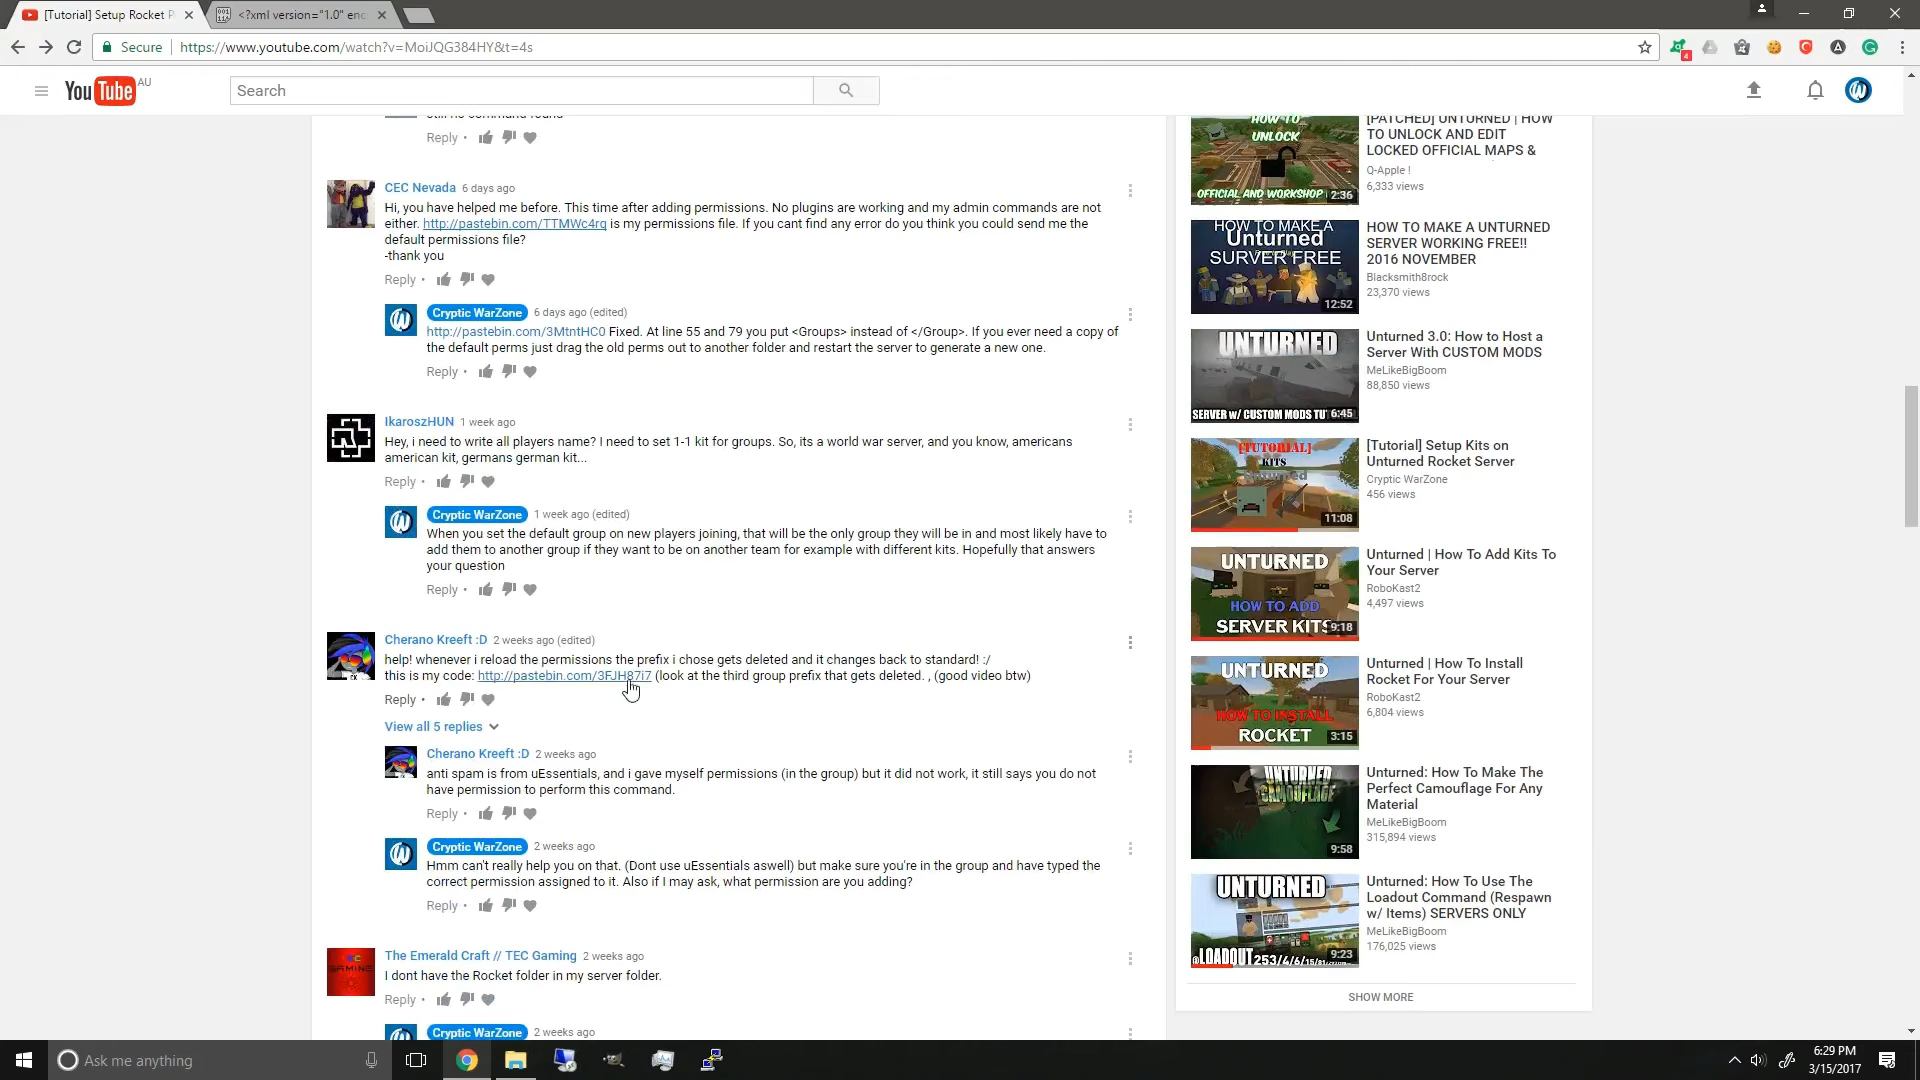 [Tutorial] Setup Rocket P
<?xml version="1.0" enc
Secure
https://www.youtube.com/watch?v=MoiJQG384HY&t=4s
4
YouTube
AU
Search
still no command found
Reply
CEC Nevada 6 days ago
Hi, you have helped me before. This time after adding permissions. No plugins are working and my admin commands are not
either. http://pastebin.com/TTMWc4rq is my permissions file. If you cant find any error do you think you could send me the
default permissions file?
-thank you
Reply
Cryptic WarZone 6 days ago (edited)
http://pastebin.com/3MtntHC0 Fixed. At line 55 and 79 you put <Groups> instead of </Group>. If you ever need a copy of
the default perms just drag the old perms out to another folder and restart the server to generate a new one.
Reply
IkaroszHUN 1 week ago
Hey, i need to write all players name? I need to set 1-1 kit for groups. So, its a world war server, and you know, americans
american kit, germans german kit...
Reply
Cryptic WarZone 1 week ago (edited)
When you set the default group on new players joining, that will be the only group they will be in and most likely have to
add them to another group if they want to be on another team for example with different kits. Hopefully that answers
your question
Reply
Cherano Kreeft :D 2 weeks ago (edited)
help! whenever i reload the permissions the prefix i chose gets deleted and it changes back to standard! :/
this is my code: http://pastebin.com/3FJH87i7 (look at the third group prefix that gets deleted. , (good video btw)
Reply
View all 5 replies
Cherano Kreeft :D 2 weeks ago
anti spam is from uEssentials, and i gave myself permissions (in the group) but it did not work, it still says you do not
have permission to perform this command.
Reply
Cryptic WarZone 2 weeks ago
Hmm can't really help you on that. (Dont use uEssentials aswell) but make sure you're in the group and have typed the
correct permission assigned to it. Also if I may ask, what permission are you adding?
Reply
The Emerald Craft // TEC Gaming 2 weeks ago
I dont have the Rocket folder in my server folder.
Reply
Cryptic WarZone 2 weeks ago
HOW TO
UNLOCK
OFFICIAL AND WORKSHOP
2:36
[PATCHED] UNTURNED | HOW
TO UNLOCK AND EDIT
LOCKED OFFICIAL MAPS &
Q-Apple !
6,333 views
HOW TO MAKE A
Unturned
SURVER FREE
12:52
HOW TO MAKE A UNTURNED
SERVER WORKING FREE!!
2016 NOVEMBER
Blacksmith8rock
23,370 views
UNTURNED
SERVER w/ CUSTOM MODS TU
6:45
Unturned 3.0: How to Host a
Server With CUSTOM MODS
MeLikeBigBoom
88,850 views
[TUTORIAL]
KITS
Unturned
11:08
[Tutorial] Setup Kits on
Unturned Rocket Server
Cryptic WarZone
456 views
UNTURNED
HOW TO ADD
SERVER KITS
9:18
Unturned | How To Add Kits To
Your Server
RoboKast2
4,497 views
UNTURNED
HOW TO INSTALL
ROCKET
3:15
Unturned | How To Install
Rocket For Your Server
RoboKast2
6,804 views
UNTURNED
CAMOUFLAGE
9:58
Unturned: How To Make The
Perfect Camouflage For Any
Material
MeLikeBigBoom
315,894 views
UNTURNED
@LOADOUT 253/4/6/15/81/
9:23
Unturned: How To Use The
Loadout Command (Respawn
w/ Items) SERVERS ONLY
MeLikeBigBoom
176,025 views
SHOW MORE
Ask me anything
6:29 PM
3/15/2017